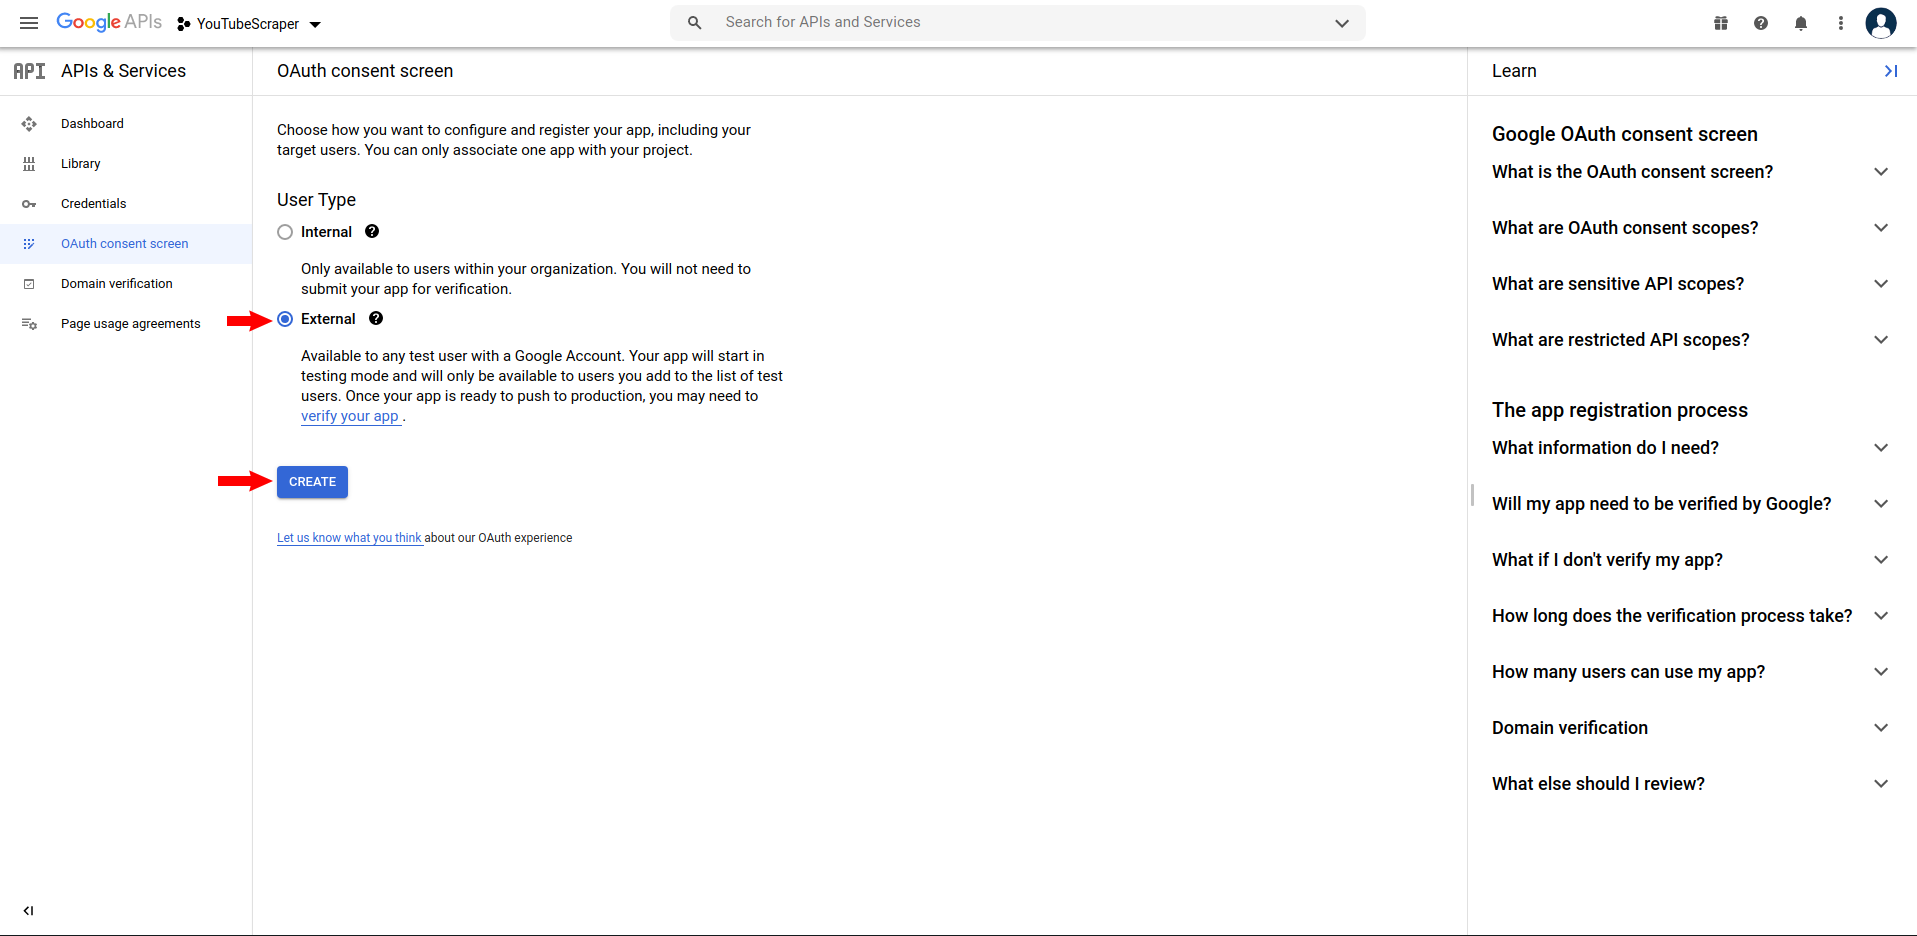 Google APIs
YouTubeScraper
Search for APIs and Services
API APIs & Services
Dashboard
Library
Credentials
OAuth consent screen
Domain verification
Page usage agreements
OAuth consent screen
Choose how you want to configure and register your app, including your
target users. You can only associate one app with your project.
User Type
Internal
Only available to users within your organization. You will not need to
submit your app for verification.
External
Available to any test user with a Google Account. Your app will start in
testing mode and will only be available to users you add to the list of test
users. Once your app is ready to push to production, you may need to
verify your app .
CREATE
Let us know what you think about our OAuth experience
Learn
Google OAuth consent screen
What is the OAuth consent screen?
What are OAuth consent scopes?
What are sensitive API scopes?
What are restricted API scopes?
The app registration process
What information do I need?
Will my app need to be verified by Google?
What if I don't verify my app?
How long does the verification process take?
How many users can use my app?
Domain verification
What else should I review?